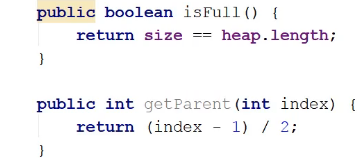 public boolean isFull() {
    return size == heap.length;
}
public int getParent(int index) {
    return (index - 1) / 2;
}